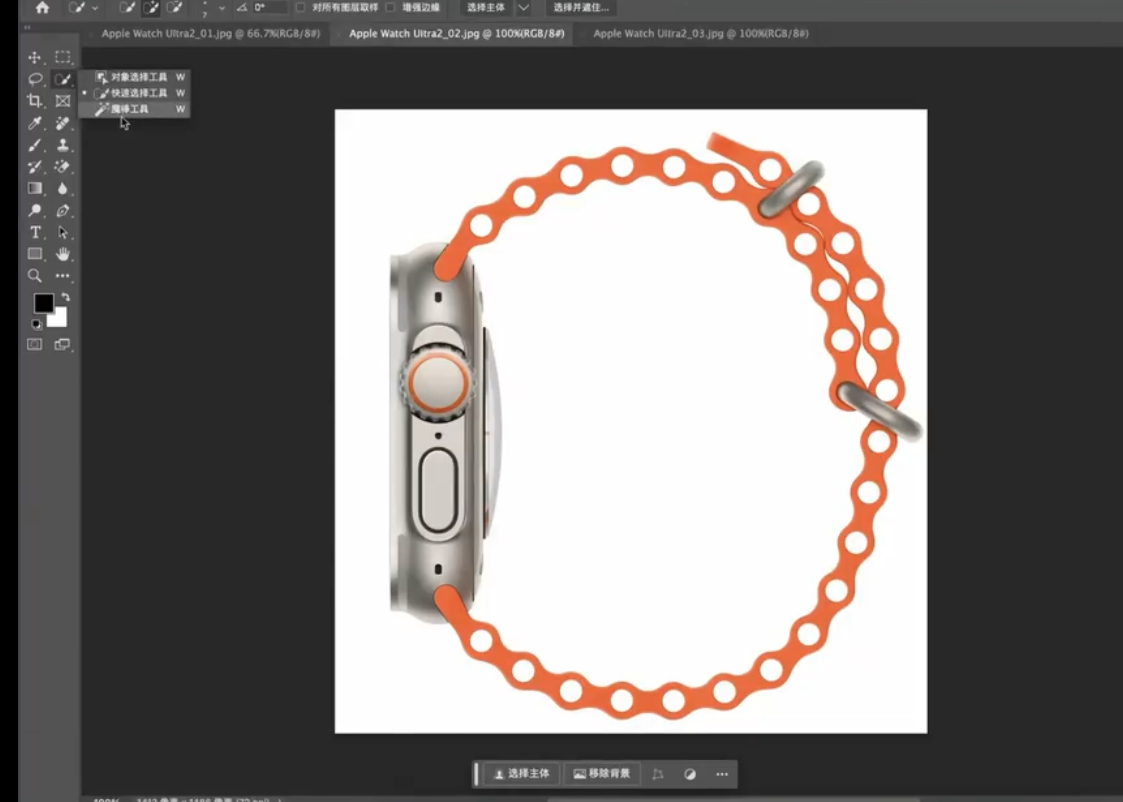 7 0° 对所有图层取样 增强边缘 选择主体 选择并遮住...
Apple Watch Ultra2_01.jpg @ 66.7%(RGB/8#) Apple Watch Ultra2_02.jpg @ 100%(RGB/8#) Apple Watch Ultra2_03.jpg @ 100%(RGB/8#)
对象选择工具 W
快速选择工具 W
魔棒工具 W
T
选择主体 移除背景